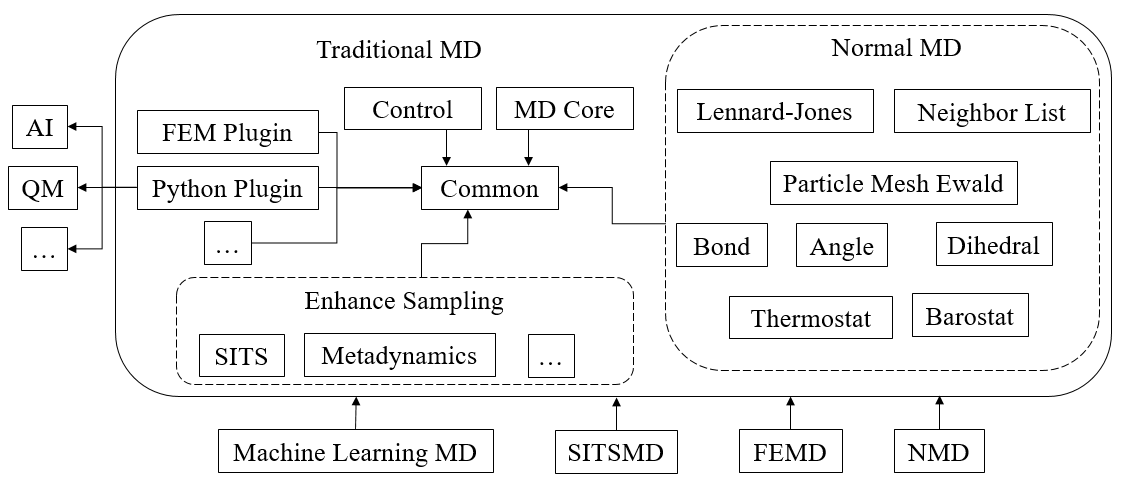 Traditional MD
Normal MD
AI
QM
…
FEM Plugin
Python Plugin
…
Control
MD Core
Common
Enhance Sampling
SITS
Metadynamics
…
Lennard-Jones
Neighbor List
Particle Mesh Ewald
Bond
Angle
Dihedral
Thermostat
Barostat
Machine Learning MD
SITSMD
FEMD
NMD